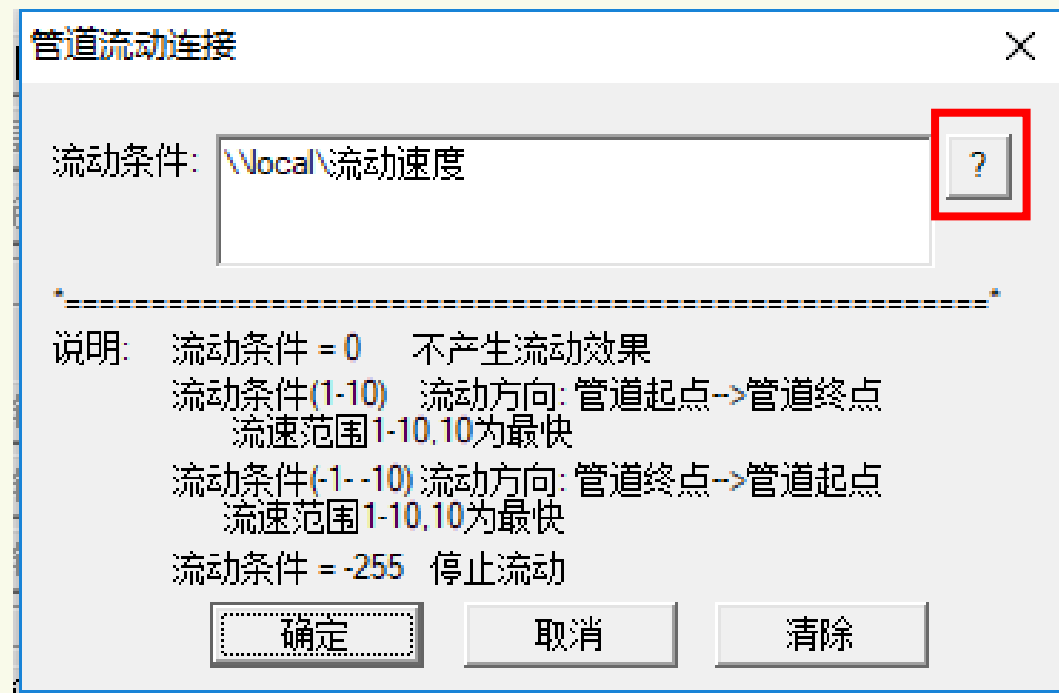 管道流动连接
流动条件: \\local\流动速度 ?
*======================================================*
说明: 流动条件 = 0 不产生流动效果
流动条件(1-10) 流动方向: 管道起点-->管道终点
流速范围1-10,10为最快
流动条件(-1- -10) 流动方向: 管道终点-->管道起点
流速范围1-10,10为最快
流动条件 = -255 停止流动
确定 取消 清除